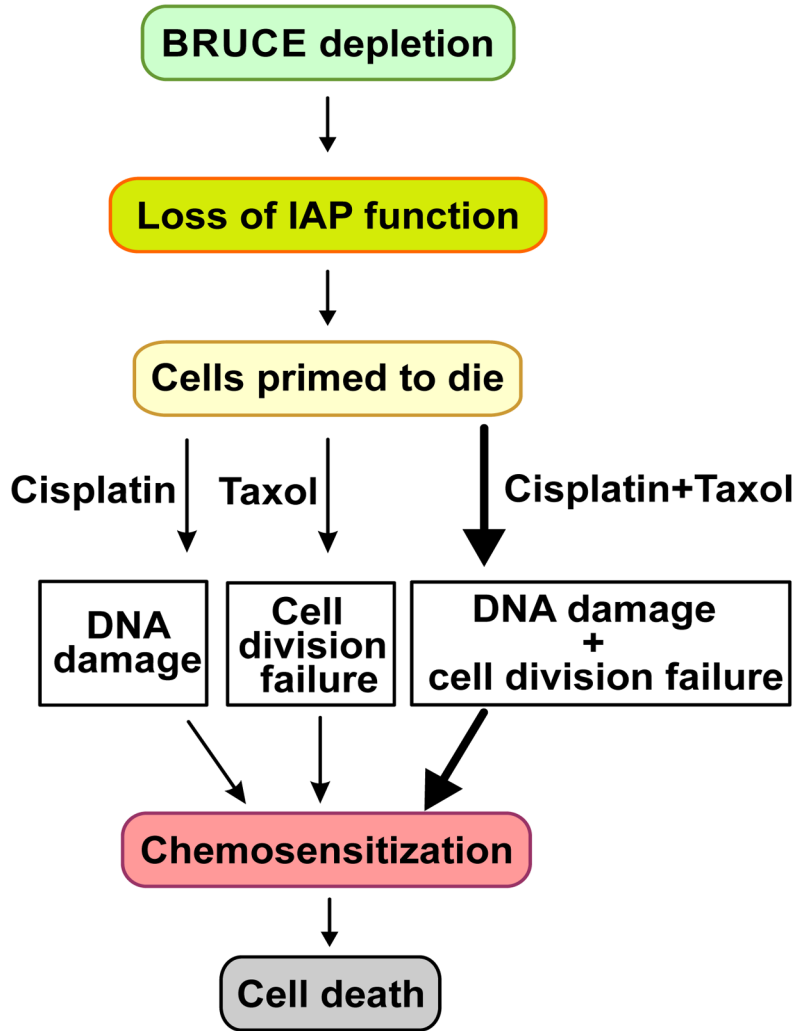 BRUCE depletion
Loss of IAP function
Cells primed to die
Cisplatin
Taxol
Cisplatin+Taxol
DNA
damage
Cell
division
failure
DNA damage
+
cell division failure
Chemosensitization
Cell death